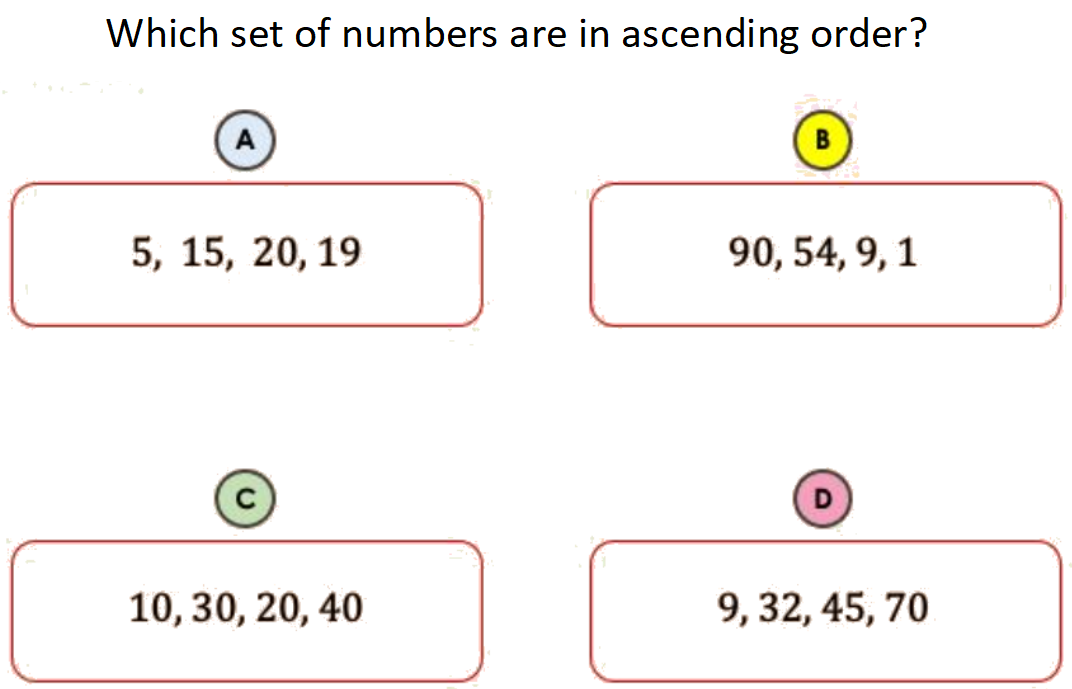 Which set of numbers are in ascending order?
A
5, 15, 20, 19
B
90, 54, 9, 1
C
10, 30, 20, 40
D
9, 32, 45, 70